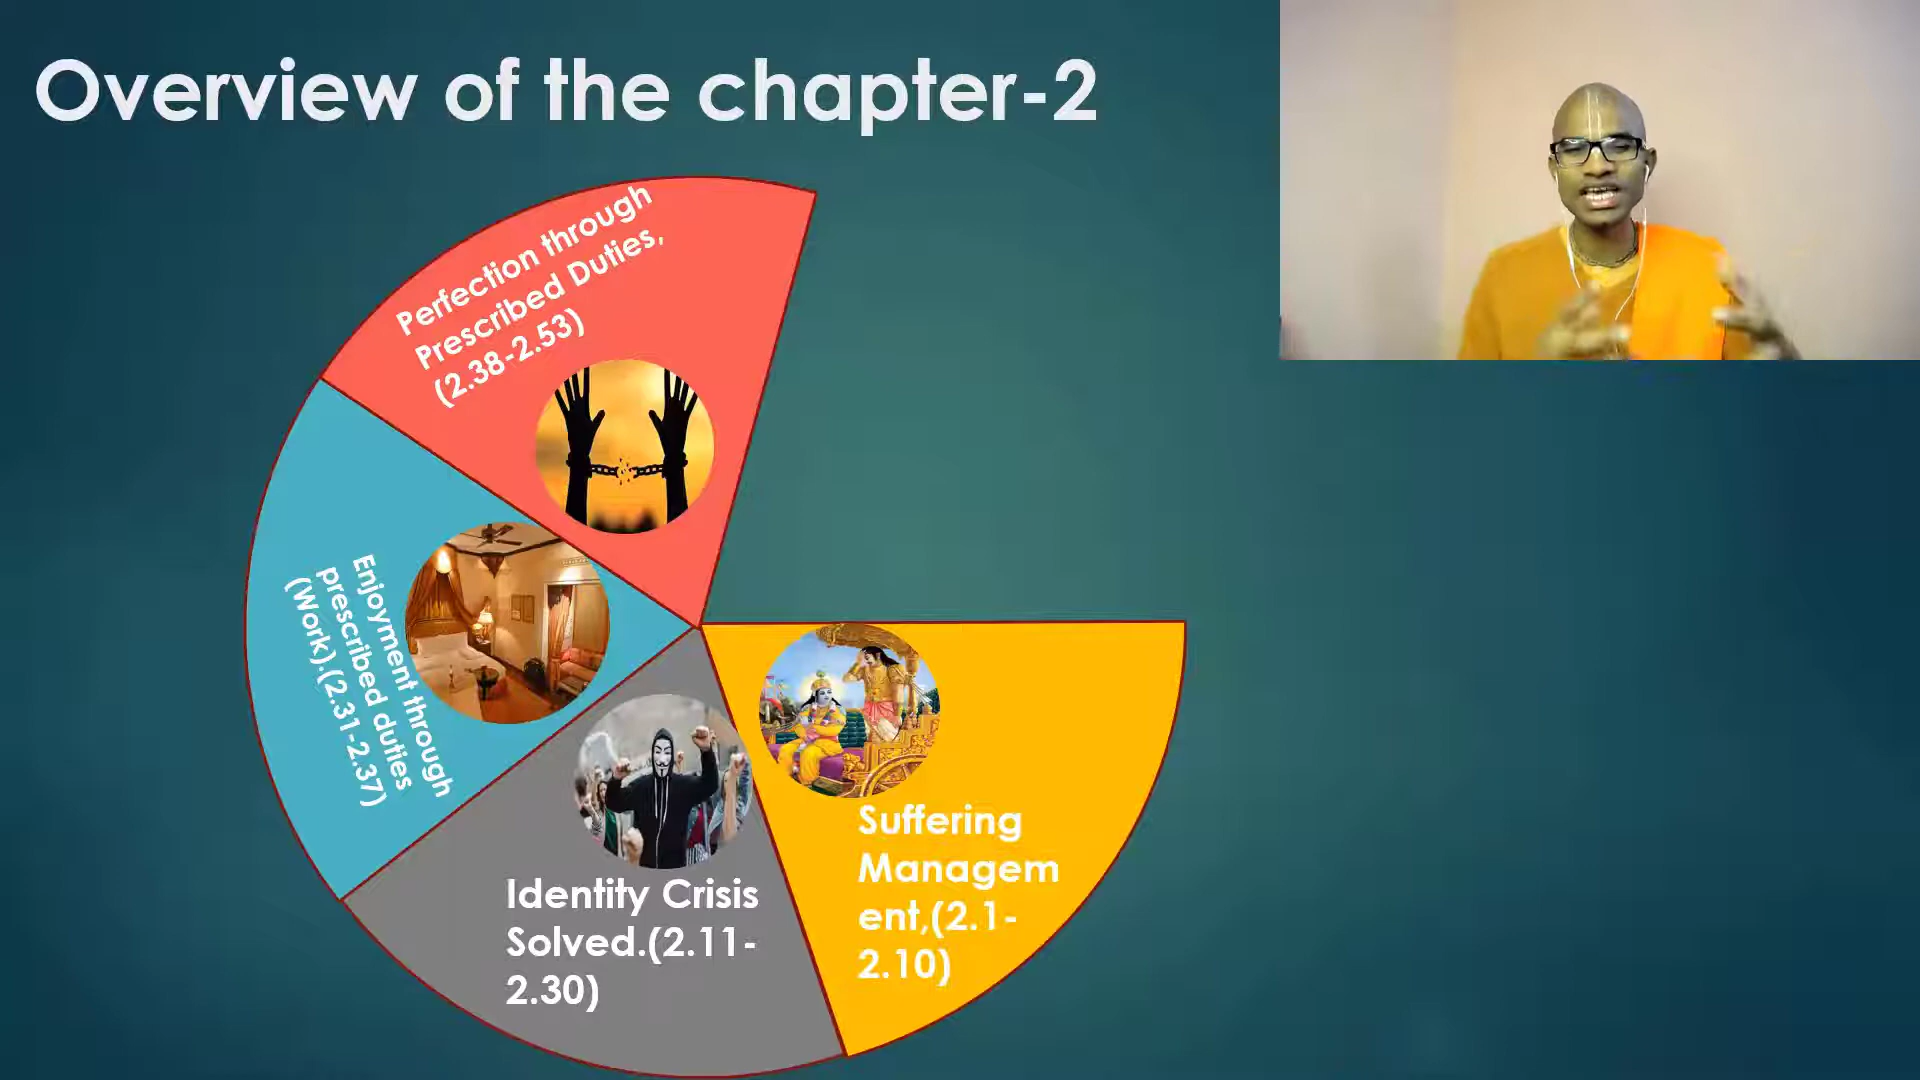 Overview of the chapter-2
Perfection through
Prescribed Duties,
(2.38-2.53)
Enjoyment through
prescribed duties
(Work).(2.31-2.37)
Identity Crisis
Solved.(2.11-
2.30)
Suffering
Managem
ent,(2.1-
2.10)